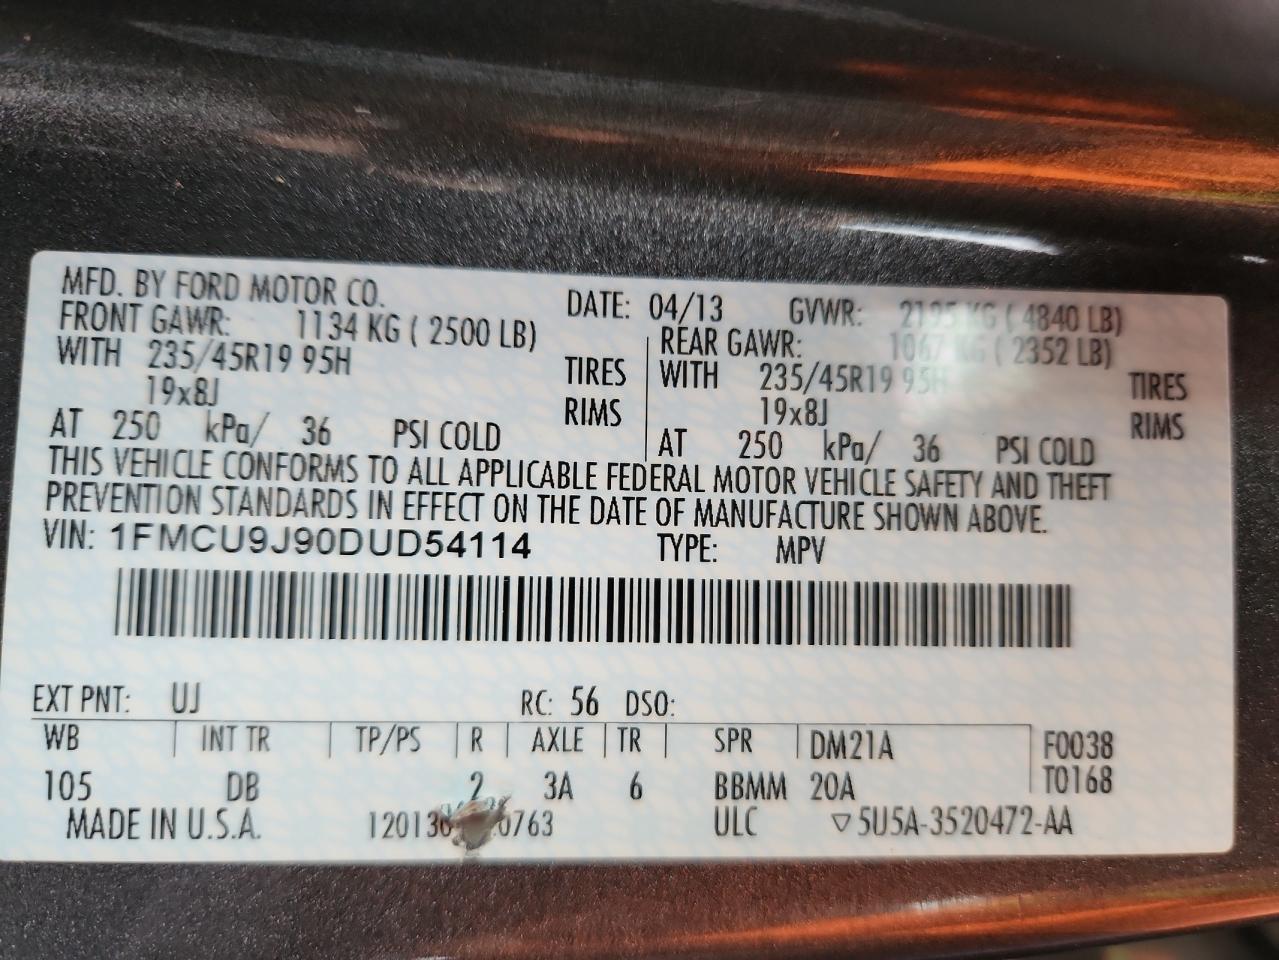 MFD. BY FORD MOTOR CO. DATE: 04/13 GVWR: 2195 KG ( 4840 LB)
FRONT GAWR: 1134 KG ( 2500 LB) REAR GAWR: 1067 KG ( 2352 LB)
WITH 235/45R19 95H TIRES WITH 235/45R19 95H TIRES
19x8J RIMS 19x8J RIMS
AT 250 kPa/ 36 PSI COLD AT 250 kPa/ 36 PSI COLD
THIS VEHICLE CONFORMS TO ALL APPLICABLE FEDERAL MOTOR VEHICLE SAFETY AND THEFT
PREVENTION STANDARDS IN EFFECT ON THE DATE OF MANUFACTURE SHOWN ABOVE.
VIN: 1FMCU9J90DUD54114 TYPE: MPV
EXT PNT: UJ RC: 56 DSO:
WB INT TR TP/PS R AXLE TR SPR DM21A F0038
105 DB 2 3A 6 BBMM 20A T0168
MADE IN U.S.A. ULC ▽5U5A-3520472-AA